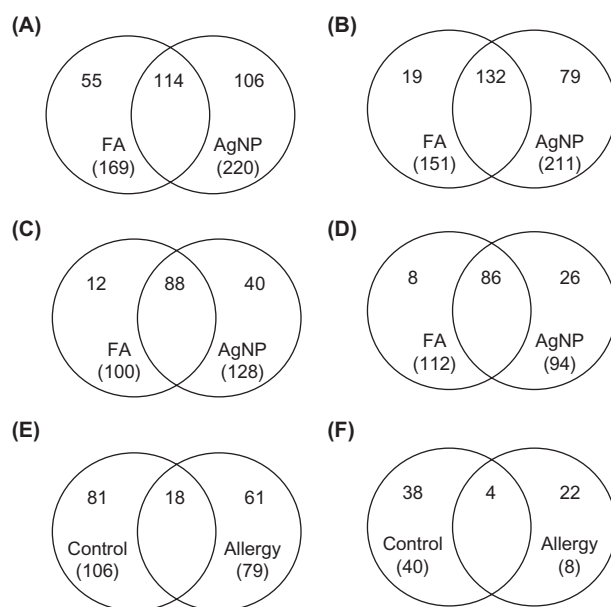 (A)
55 114 106
FA AgNP
(169) (220)
(B)
19 132 79
FA AgNP
(151) (211)
(C)
12 88 40
FA AgNP
(100) (128)
(D)
8 86 26
FA AgNP
(112) (94)
(E)
81 18 61
Control Allergy
(106) (79)
(F)
38 4 22
Control Allergy
(40) (8)